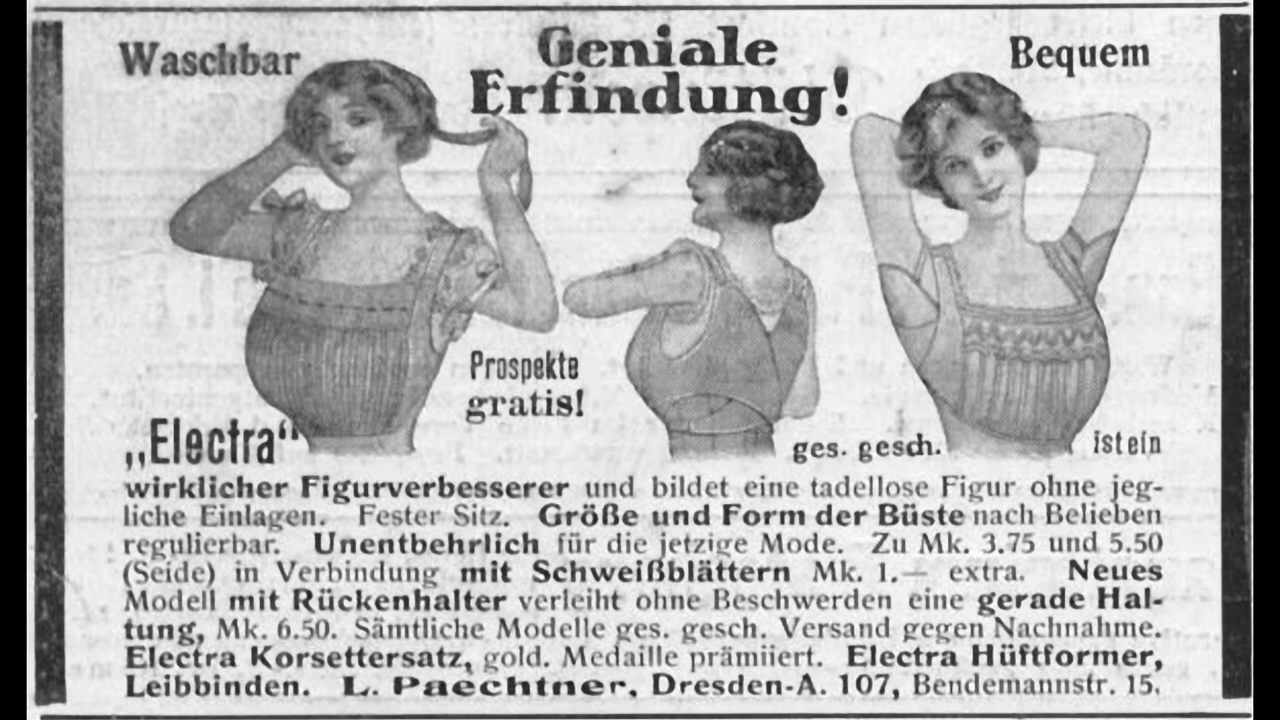 Waschbar
Geniale
Erfindung!
Bequem
Prospekte
gratis!
„Electra“ ges. gesch. ist ein
wirklicher Figurverbesserer und bildet eine tadellose Figur ohne jeg-
liche Einlagen. Fester Sitz. Größe und Form der Büste nach Belieben
regulierbar. Unentbehrlich für die jetzige Mode. Zu Mk. 3.75 und 5.50
(Seide) in Verbindung mit Schweißblättern Mk. 1.— extra. Neues
Modell mit Rückenhalter verleiht ohne Beschwerden eine gerade Hal-
tung, Mk. 6.50. Sämtliche Modelle ges. gesch. Versand gegen Nachnahme.
Electra Korsettersatz, gold. Medaille prämiiert. Electra Hüftformer,
Leibbinden. L. Paechtner, Dresden-A. 107, Bendemannstr. 15.